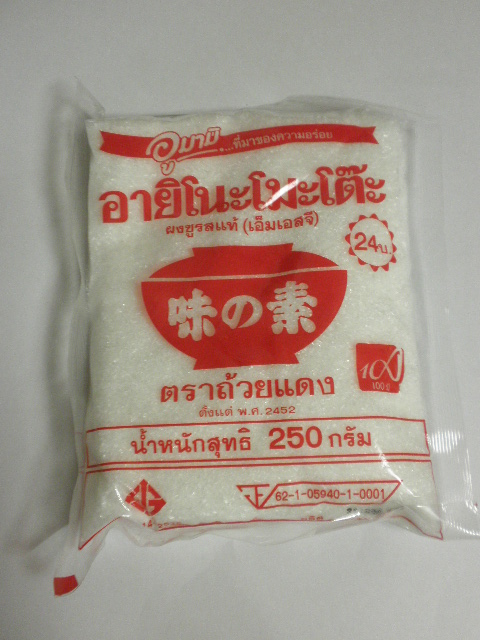 อูมามิ
...ที่มาของความอร่อย
อายิโนะโมะโต๊ะ
ผงชูรสแท้ (เอ็มเอสจี)
24บ.
味の素
100 ปี
ตราถ้วยแดง
ตั้งแต่ พ.ศ. 2452
น้ำหนักสุทธิ 250 กรัม
62-1-05940-1-0001